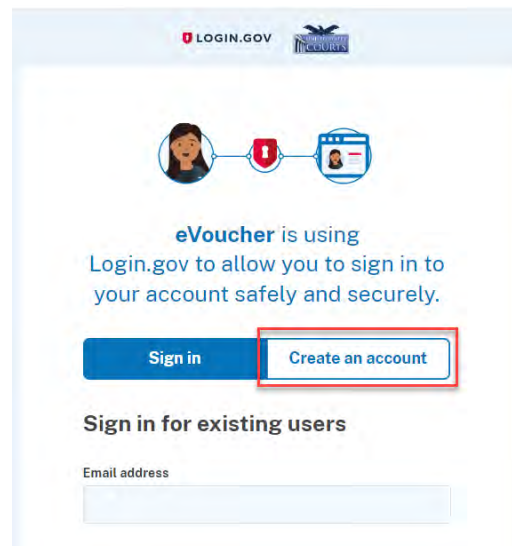 LOGIN.GOV
COURTS
eVoucher is using
Login.gov to allow you to sign in to
your account safely and securely.
Sign in
Create an account
Sign in for existing users
Email address